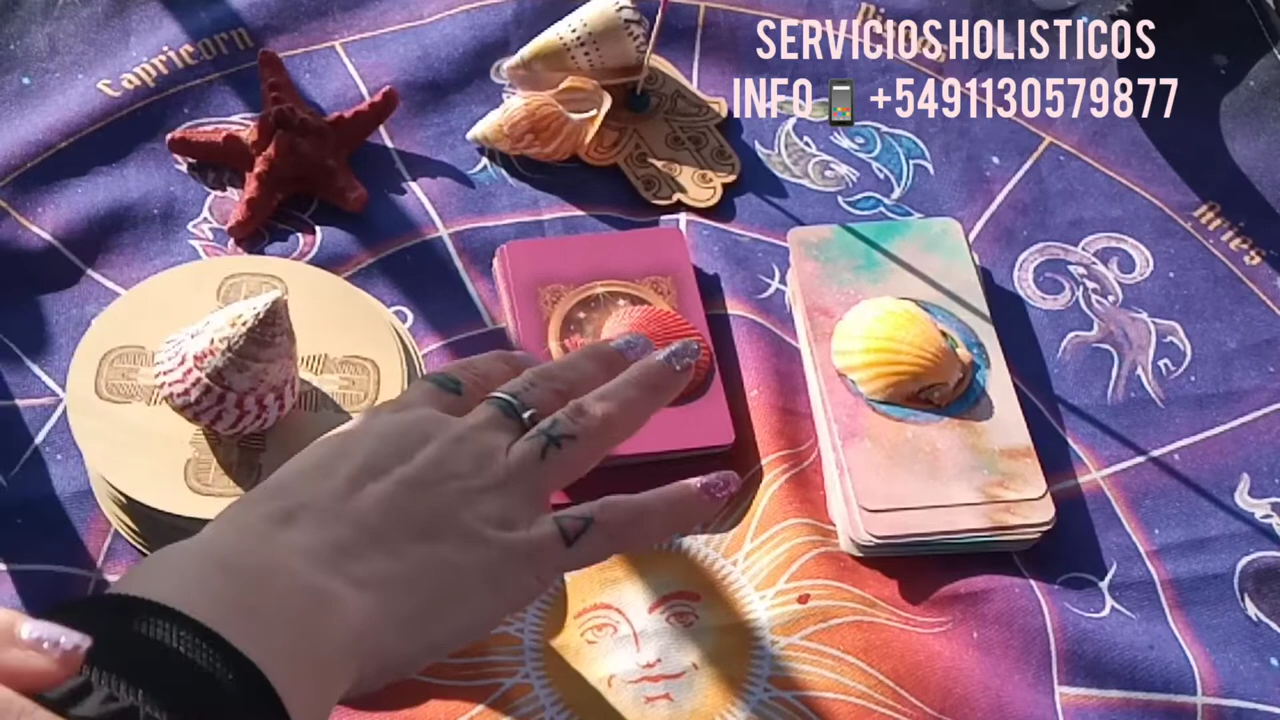 SERVICIOS HOLISTICOS
INFO📱+5491130579877
Capricorn
Pisces
Aries